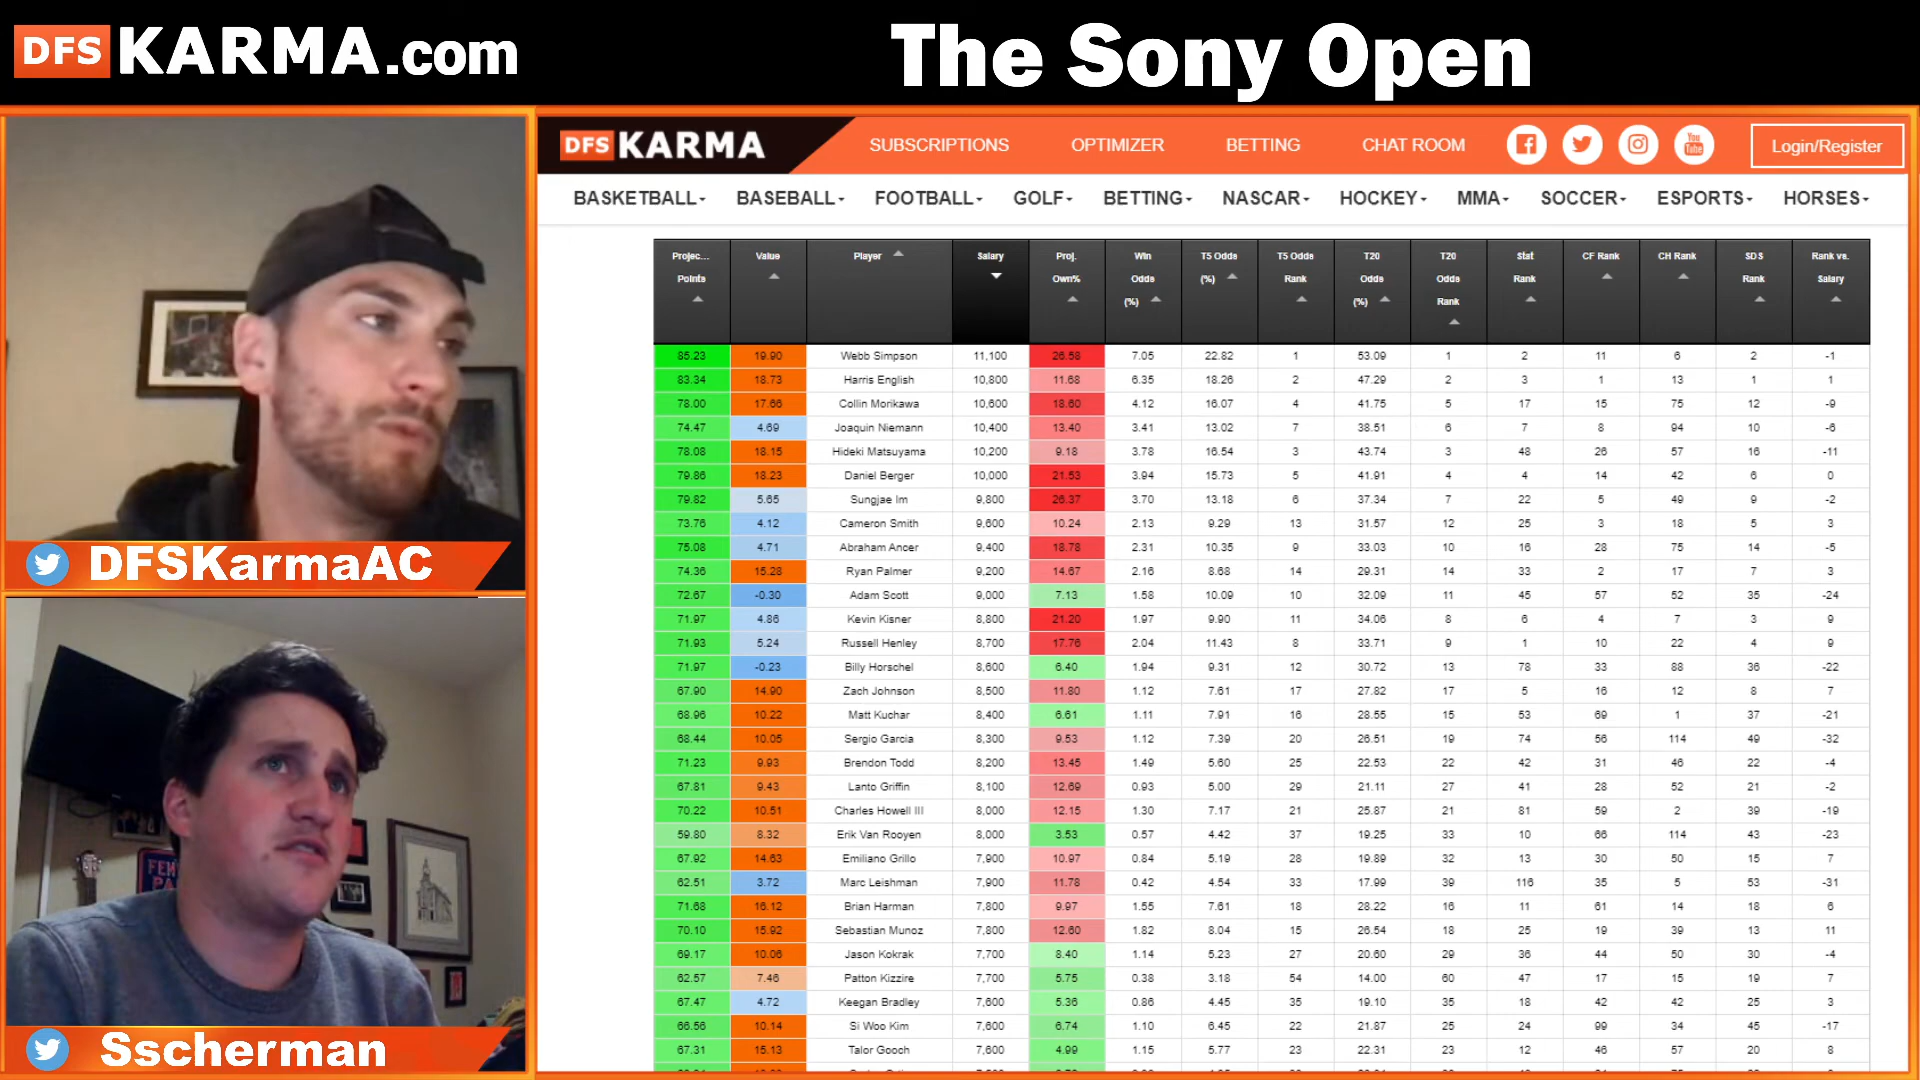 DFS KARMA.com
The Sony Open
DFS KARMA
SUBSCRIPTIONS OPTIMIZER BETTING CHAT ROOM You Tube Login/Register
BASKETBALL BASEBALL FOOTBALL GOLF BETTING NASCAR HOCKEY MMA SOCCER ESPORTS HORSES
Projec... Points Value Player Salary Proj. Own% Win Odds (%) T5 Odds (%) T5 Odds Rank T20 Odds (%) T20 Odds Rank Stat Rank CF Rank CH Rank SDS Rank Rank vs. Salary
85.23 19.90 Webb Simpson 11,100 26.58 7.05 22.82 1 53.09 1 2 11 6 2 -1
83.34 18.73 Harris English 10,800 11.68 6.35 18.26 2 47.29 2 3 1 13 1 1
78.00 17.66 Collin Morikawa 10,600 18.60 4.12 16.07 4 41.75 5 17 15 75 12 -9
74.47 4.69 Joaquin Niemann 10,400 13.40 3.41 13.02 7 38.51 6 7 8 94 10 -6
78.08 18.15 Hideki Matsuyama 10,200 9.18 3.78 16.54 3 43.74 3 48 26 57 16 -11
79.86 18.23 Daniel Berger 10,000 21.53 3.94 15.73 5 41.91 4 4 14 42 6 0
79.82 5.65 Sungjae Im 9,800 26.37 3.70 13.18 6 37.34 7 22 5 49 9 -2
73.76 4.12 Cameron Smith 9,600 10.24 2.13 9.29 13 31.57 12 25 3 18 5 3
75.08 4.71 Abraham Ancer 9,400 18.78 2.31 10.35 9 33.03 10 16 28 75 14 -5
74.36 15.28 Ryan Palmer 9,200 14.67 2.16 8.68 14 29.31 14 33 2 17 7 3
72.67 -0.30 Adam Scott 9,000 7.13 1.58 10.09 10 32.09 11 45 57 52 35 -24
71.97 4.86 Kevin Kisner 8,800 21.20 1.97 9.90 11 34.06 8 6 4 7 3 9
71.93 5.24 Russell Henley 8,700 17.76 2.04 11.43 8 33.71 9 1 10 22 4 9
71.97 -0.23 Billy Horschel 8,600 6.40 1.94 9.31 12 30.72 13 78 33 88 36 -22
67.90 14.90 Zach Johnson 8,500 11.80 1.12 7.61 17 27.82 17 5 16 12 8 7
68.96 10.22 Matt Kuchar 8,400 6.61 1.11 7.91 16 28.55 15 53 69 1 37 -21
68.44 10.05 Sergio Garcia 8,300 9.53 1.12 7.39 20 26.51 19 74 56 114 49 -32
71.23 9.93 Brendon Todd 8,200 13.45 1.49 5.60 25 22.53 22 42 31 46 22 -4
67.81 9.43 Lanto Griffin 8,100 12.69 0.93 5.00 29 21.11 27 41 28 52 21 -2
70.22 10.51 Charles Howell III 8,000 12.15 1.30 7.17 21 25.87 21 81 59 2 39 -19
59.80 8.32 Erik Van Rooyen 8,000 3.53 0.57 4.42 37 19.25 33 10 66 114 43 -23
67.92 14.63 Emiliano Grillo 7,900 10.97 0.84 5.19 28 19.89 32 13 30 50 15 7
62.51 3.72 Marc Leishman 7,900 11.78 0.42 4.54 33 17.99 39 116 35 5 53 -31
71.68 16.12 Brian Harman 7,800 9.97 1.55 7.61 18 28.22 16 11 61 14 18 6
70.10 15.92 Sebastian Munoz 7,800 12.60 1.82 8.04 15 26.54 18 25 19 39 13 11
69.17 10.06 Jason Kokrak 7,700 8.40 1.14 5.23 27 20.60 29 36 44 50 30 -4
62.57 7.46 Patton Kizzire 7,700 5.75 0.38 3.18 54 14.00 60 47 17 15 19 7
67.47 4.72 Keegan Bradley 7,600 5.36 0.86 4.45 35 19.10 35 18 42 42 25 3
66.56 10.14 Si Woo Kim 7,600 6.74 1.10 6.45 22 21.87 25 24 99 34 45 -17
67.31 15.13 Talor Gooch 7,600 4.99 1.15 5.77 23 22.31 23 12 46 57 20 8
DFSKarmaAC
Sscherman